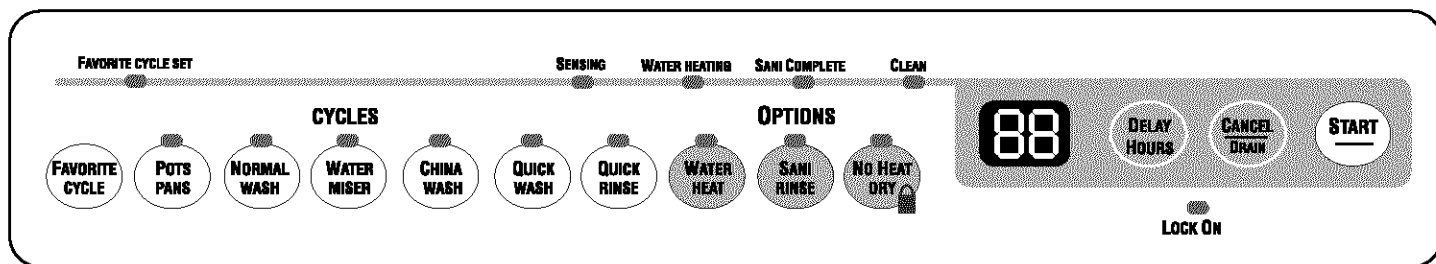 FAVORITE CYCLE SET
SENSING
WATER HEATING
SANI COMPLETE
CLEAN
CYCLES
OPTIONS
FAVORITE
CYCLE
POTS
PANS
NORMAL
WASH
WATER
MISER
CHINA
WASH
QUICK
WASH
QUICK
RINSE
WATER
HEAT
SANI
RINSE
NO HEAT
DRY
88
DELAY
HOURS
CANCEL
DRAIN
START
LOCK ON